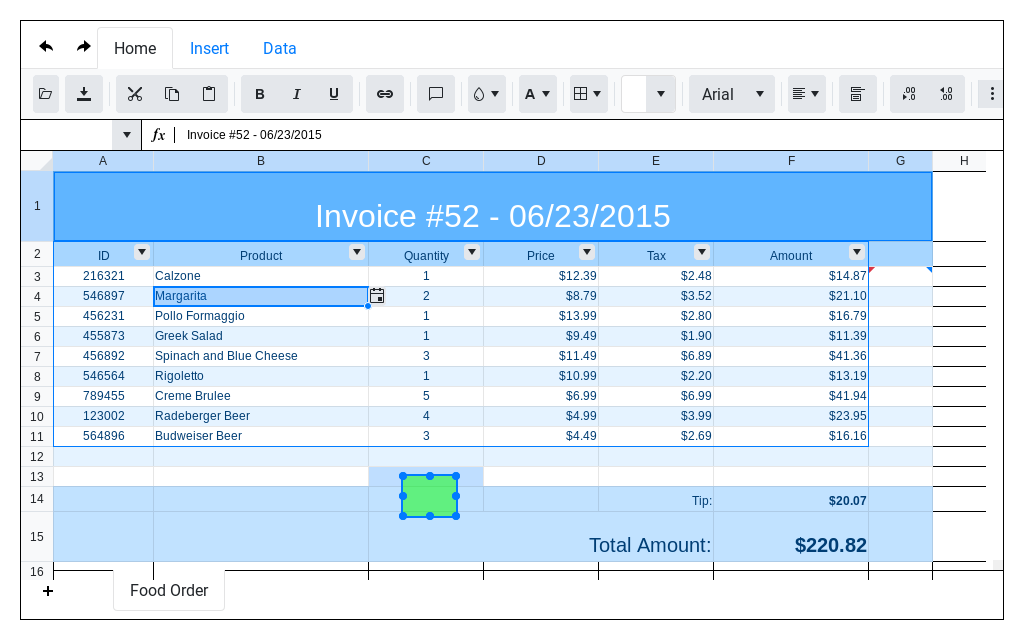 Home Insert Data
B I U A Arial .00 .0 .0 .00
fx Invoice #52 - 06/23/2015
A B C D E F G H
1 Invoice #52 - 06/23/2015
2 ID Product Quantity Price Tax Amount
3 216321 Calzone 1 $12.39 $2.48 $14.87
4 546897 Margarita 2 $8.79 $3.52 $21.10
5 456231 Pollo Formaggio 1 $13.99 $2.80 $16.79
6 455873 Greek Salad 1 $9.49 $1.90 $11.39
7 456892 Spinach and Blue Cheese 3 $11.49 $6.89 $41.36
8 546564 Rigoletto 1 $10.99 $2.20 $13.19
9 789455 Creme Brulee 5 $6.99 $6.99 $41.94
10 123002 Radeberger Beer 4 $4.99 $3.99 $23.95
11 564896 Budweiser Beer 3 $4.49 $2.69 $16.16
12
13
14 Tip: $20.07
15 Total Amount: $220.82
16
Food Order